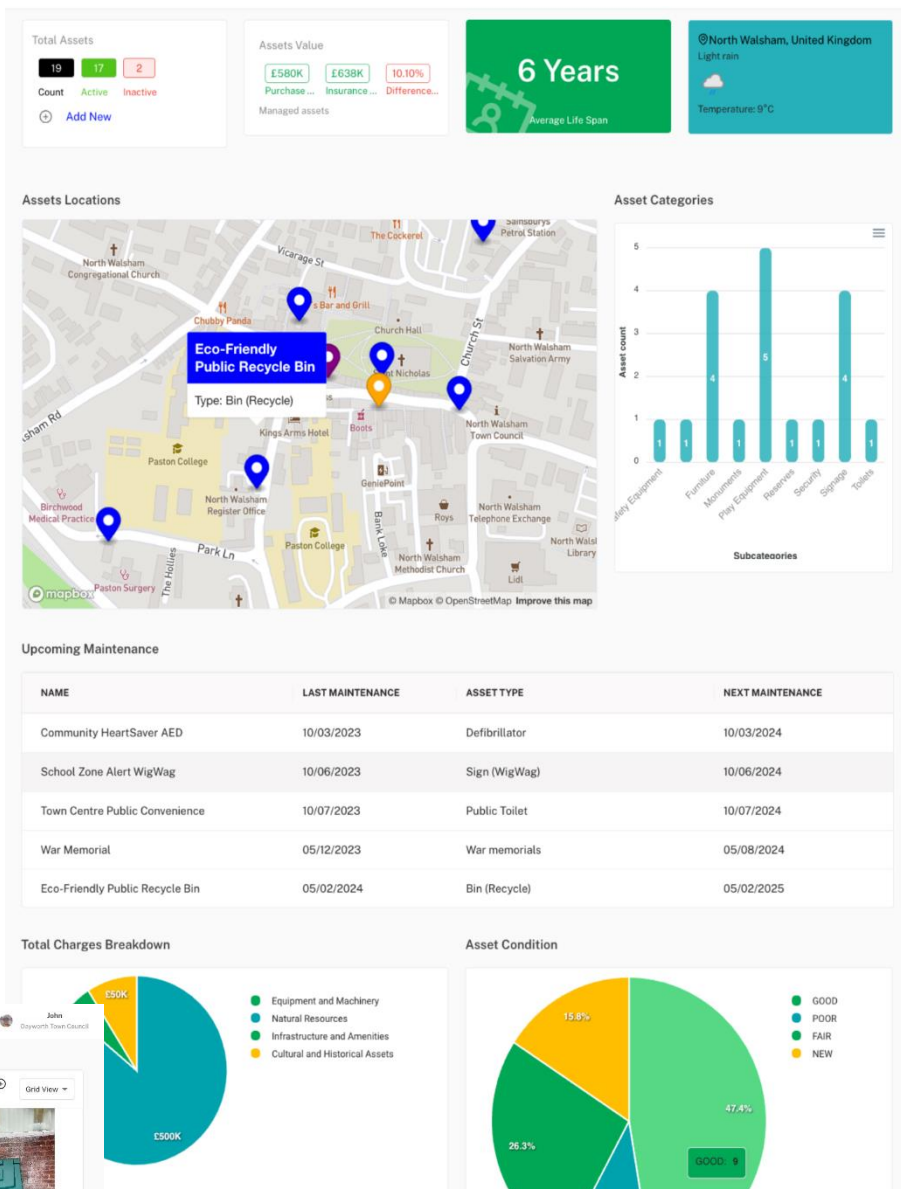 Total Assets
19 17 2
Count Active Inactive
Add New
Assets Value
£580K £638K 10.10%
Purchase ... Insurance ... Difference...
Managed assets
6 Years
Average Life Span
North Walsham, United Kingdom
Light rain
Temperature: 9°C
Assets Locations
Sainsburys
Petrol Station
The Cockerel
Vicarage St
North Walsham
Congregational Church
s Bar and Grill
Chubby Panda
Church Hall
Church St
North Walsham
Salvation Army
Eco-Friendly
Public Recycle Bin
Type: Bin (Recycle)
Nicholas
Kings Arms Hotel
Boots
North Walsham
Town Council
sham Rd
Paston College
GeniePoint
North Walsham
Register Office
Birchwood
Medical Practice
Bank Loke
Roys
North Walsham
Telephone Exchange
Park Ln
Paston College
North Walsham
Methodist Church
North Walsh
Library
The Hollies
Paston Surgery
Lidl
mapbox
© Mapbox © OpenStreetMap Improve this map
Asset Categories
Asset count
5
4
3
2
1
0
1 1 4 1 5 1 1 4 1
afety Equipment
Furniture
Monuments
Play Equipment
Reserves
Security
Signage
Toilets
Subcategories
Upcoming Maintenance
NAME LAST MAINTENANCE ASSET TYPE NEXT MAINTENANCE
Community HeartSaver AED 10/03/2023 Defibrillator 10/03/2024
School Zone Alert WigWag 10/06/2023 Sign (WigWag) 10/06/2024
Town Centre Public Convenience 10/07/2023 Public Toilet 10/07/2024
War Memorial 05/12/2023 War memorials 05/08/2024
Eco-Friendly Public Recycle Bin 05/02/2024 Bin (Recycle) 05/02/2025
Total Charges Breakdown
£50K
£500K
Equipment and Machinery
Natural Resources
Infrastructure and Amenities
Cultural and Historical Assets
John
Dayworth Town Council
Grid View
Asset Condition
15.8%
47.4%
26.3%
GOOD: 9
GOOD
POOR
FAIR
NEW